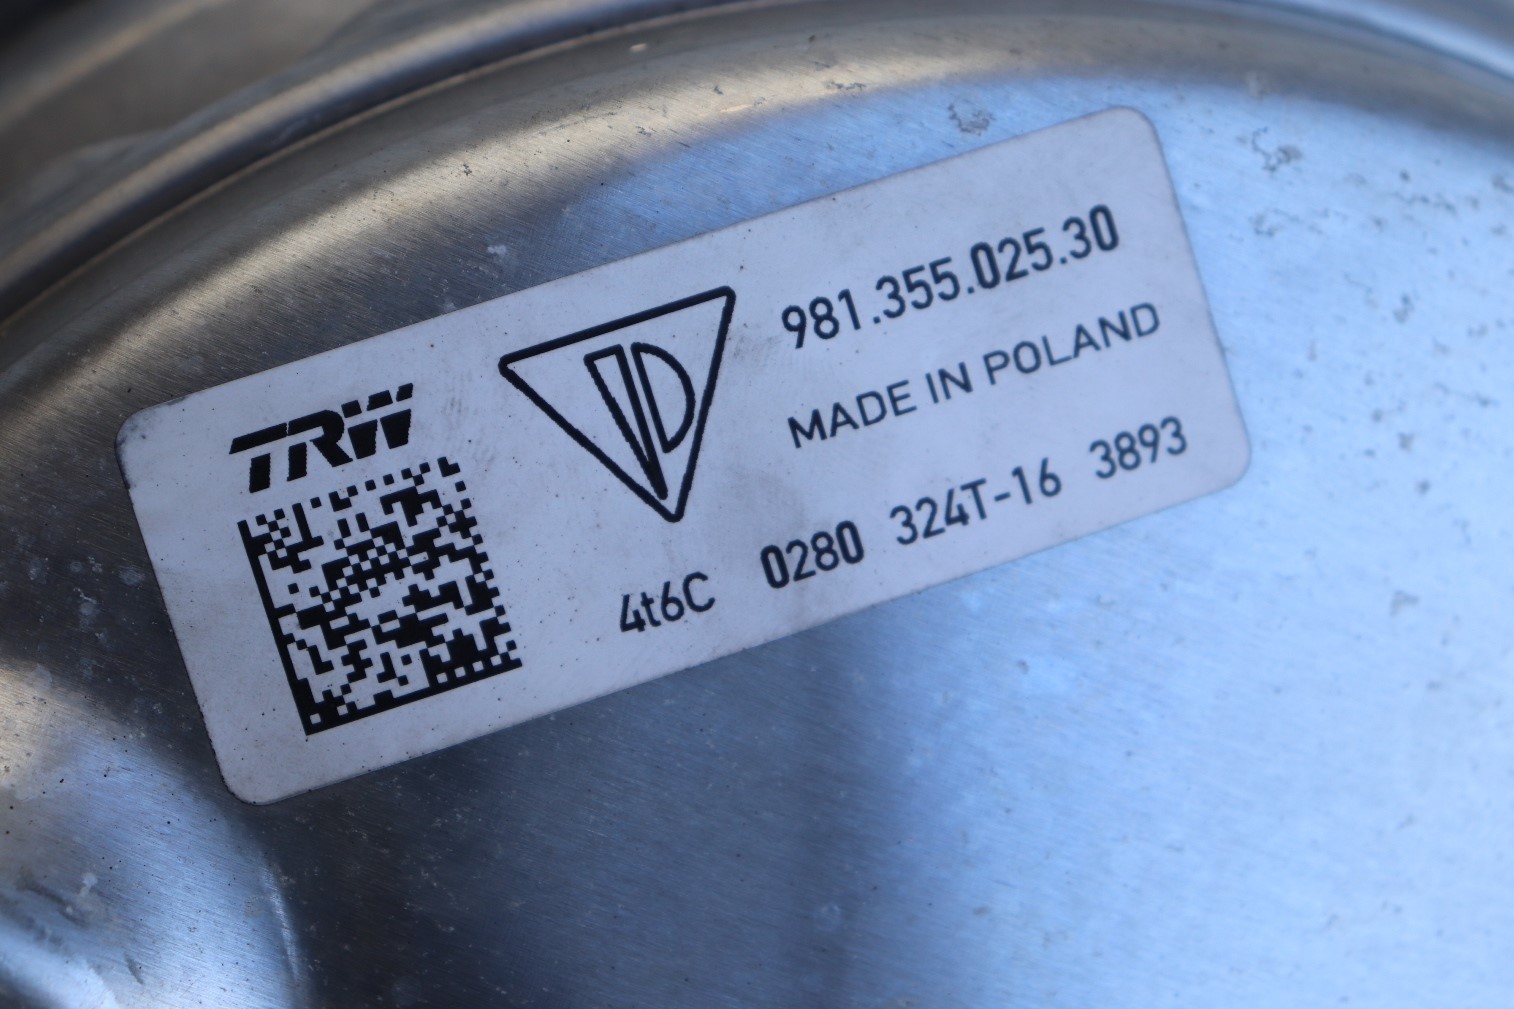 TRW
981.355.025.30
MADE IN POLAND
4t6C 0280 324T-16 3893